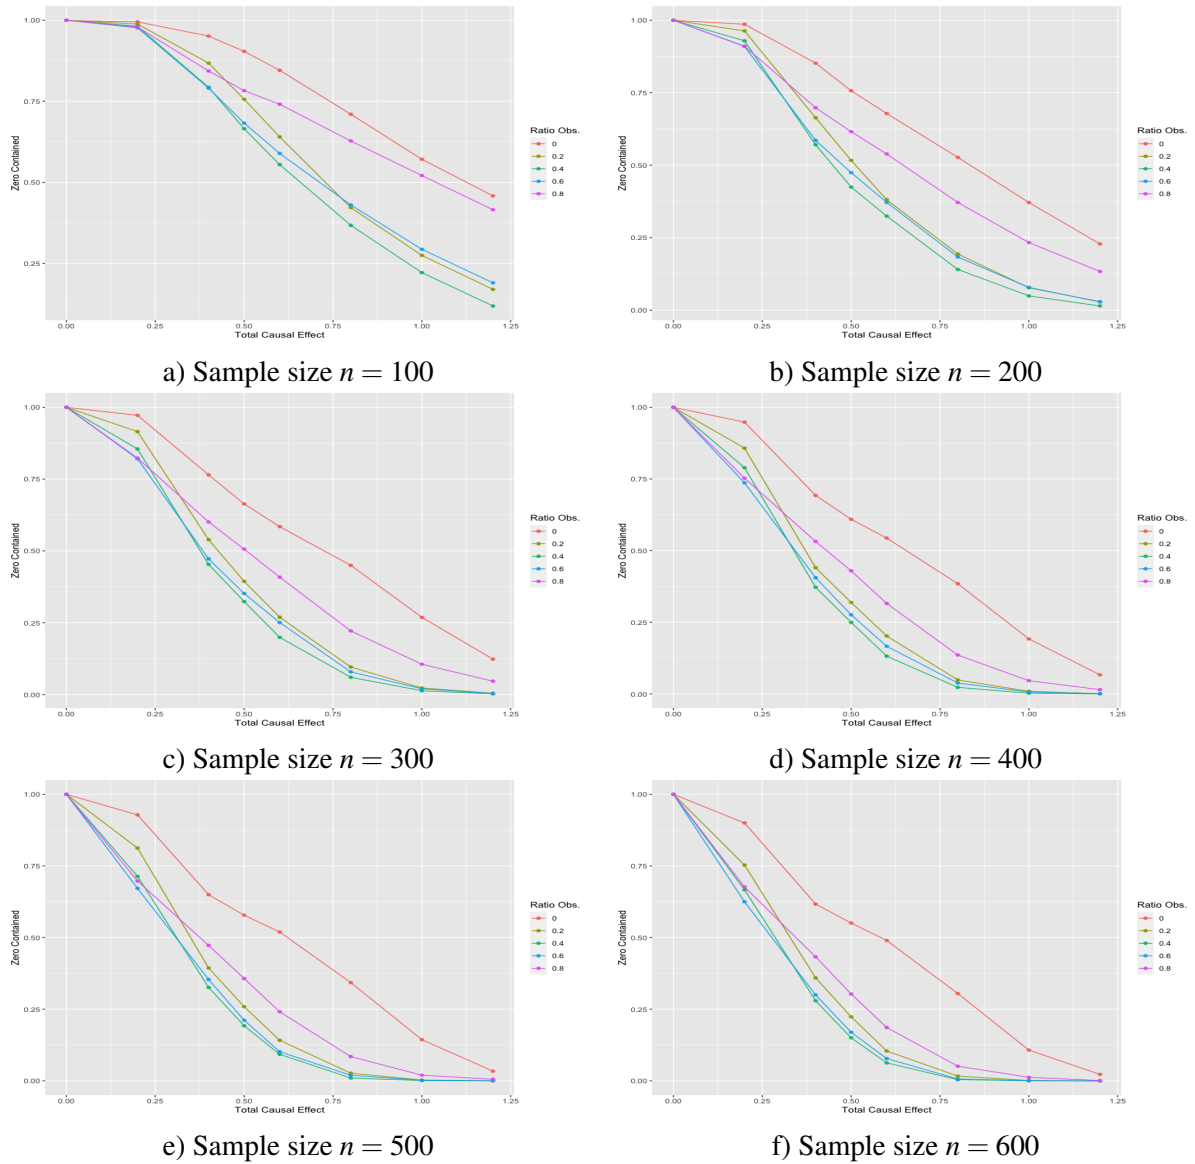 1.00
0.75
0.50
0.25
Zero Contained
0.00 0.25 0.50 0.75 1.00 1.25
Total Causal Effect
Ratio Obs.
0
0.2
0.4
0.6
0.8
a) Sample size n = 100
1.00
0.75
0.50
0.25
0.00
Zero Contained
0.00 0.25 0.50 0.75 1.00 1.25
Total Causal Effect
Ratio Obs.
0
0.2
0.4
0.6
0.8
b) Sample size n = 200
1.00
0.75
0.50
0.25
0.00
Zero Contained
0.00 0.25 0.50 0.75 1.00 1.25
Total Causal Effect
Ratio Obs.
0
0.2
0.4
0.6
0.8
c) Sample size n = 300
1.00
0.75
0.50
0.25
0.00
Zero Contained
0.00 0.25 0.50 0.75 1.00 1.25
Total Causal Effect
Ratio Obs.
0
0.2
0.4
0.6
0.8
d) Sample size n = 400
1.00
0.75
0.50
0.25
0.00
Zero Contained
0.00 0.25 0.50 0.75 1.00 1.25
Total Causal Effect
Ratio Obs.
0
0.2
0.4
0.6
0.8
e) Sample size n = 500
1.00
0.75
0.50
0.25
0.00
Zero Contained
0.00 0.25 0.50 0.75 1.00 1.25
Total Causal Effect
Ratio Obs.
0
0.2
0.4
0.6
0.8
f) Sample size n = 600